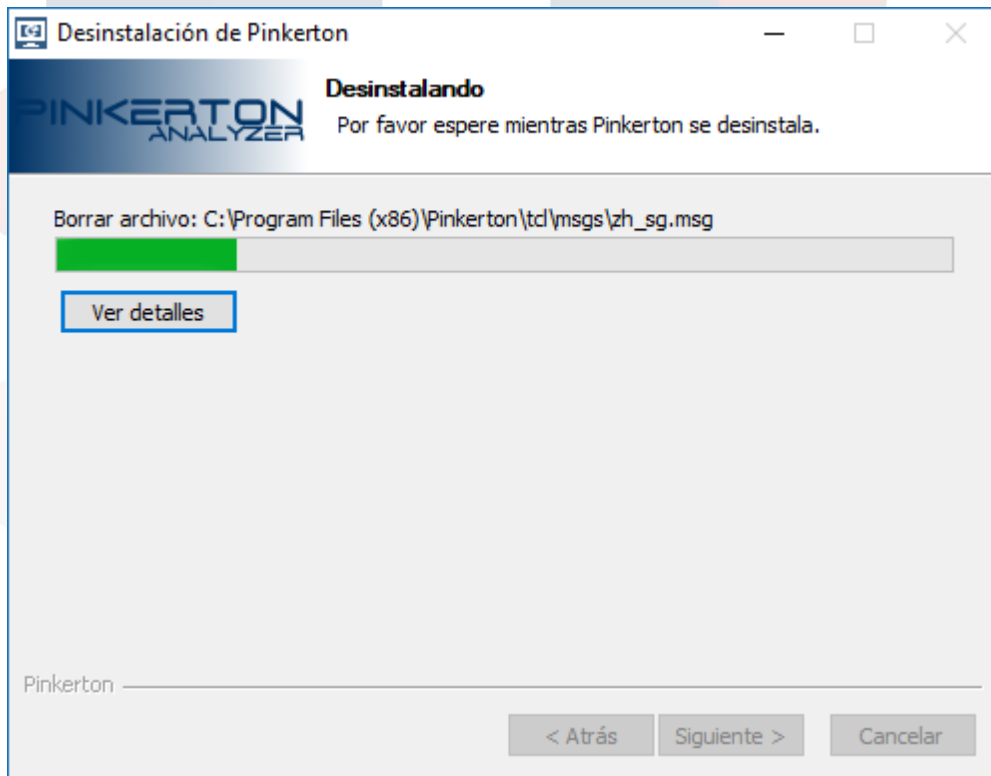 Desinstalación de Pinkerton
PINKERTON
ANALYZER
Desinstalando
Por favor espere mientras Pinkerton se desinstala.
Borrar archivo: C:\Program Files (x86)\Pinkerton\tcl\msgs\zh_sg.msg
Ver detalles
Pinkerton
< Atrás Siguiente > Cancelar